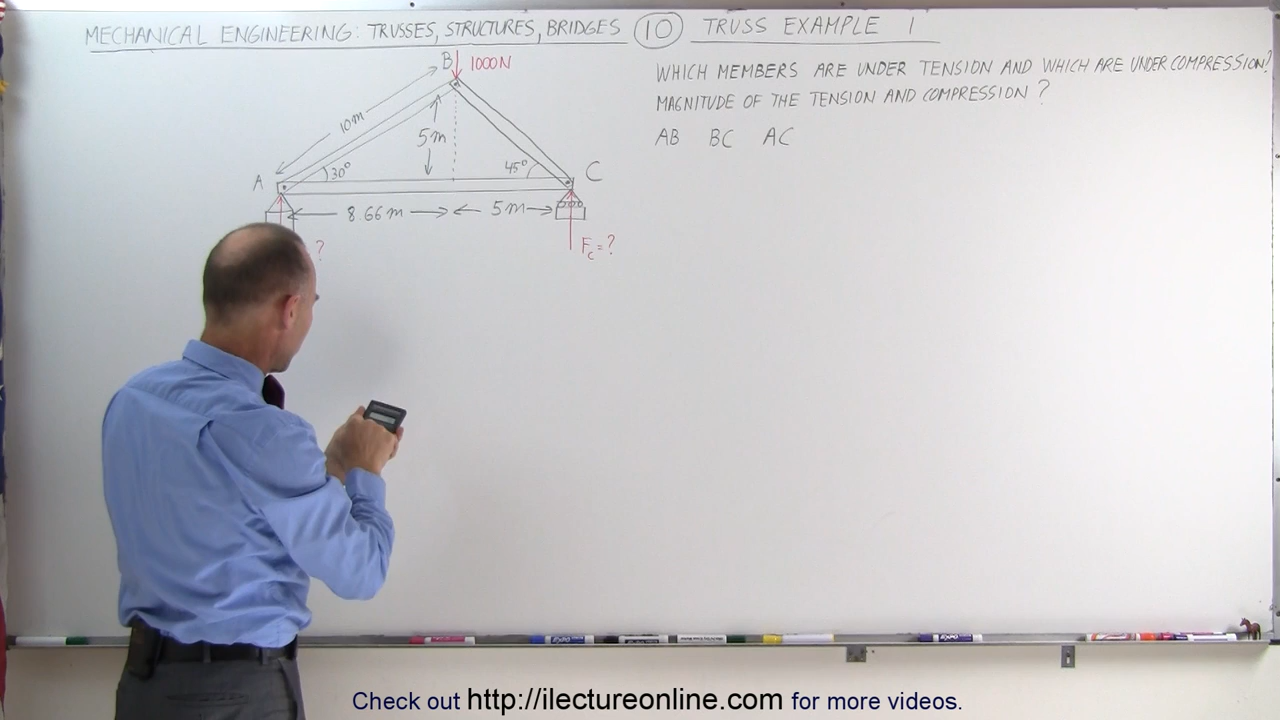 MECHANICAL ENGINEERING: TRUSSES, STRUCTURES, BRIDGES 10 TRUSS EXAMPLE 1
WHICH MEMBERS ARE UNDER TENSION AND WHICH ARE UNDER COMPRESSION?
MAGNITUDE OF THE TENSION AND COMPRESSION ?
AB BC AC
B 1000N
10m
5m
A 30° 45° C
8.66m 5m
? Fc=?
Check out http://ilectureonline.com for more videos.